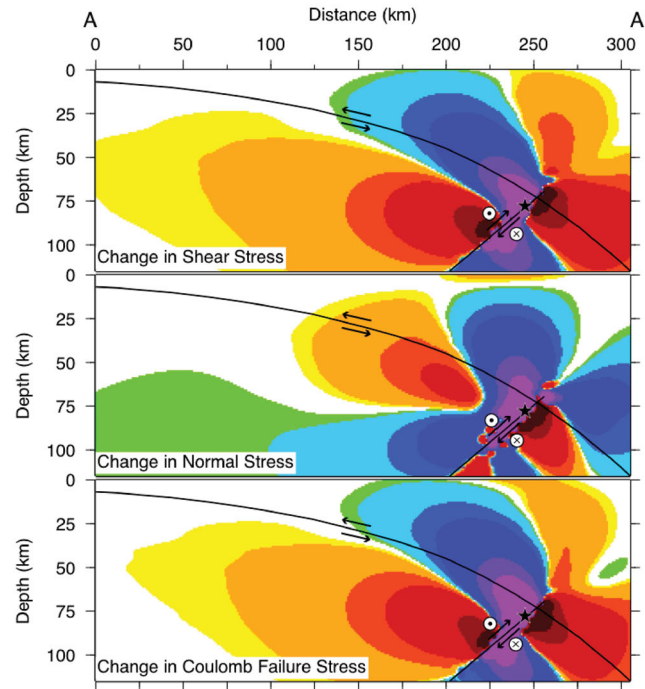 Distance (km)
A A
0 50 100 150 200 250 300
0
25
50
75
100
Depth (km)
Change in Shear Stress
0
25
50
75
100
Depth (km)
Change in Normal Stress
0
25
50
75
100
Depth (km)
Change in Coulomb Failure Stress